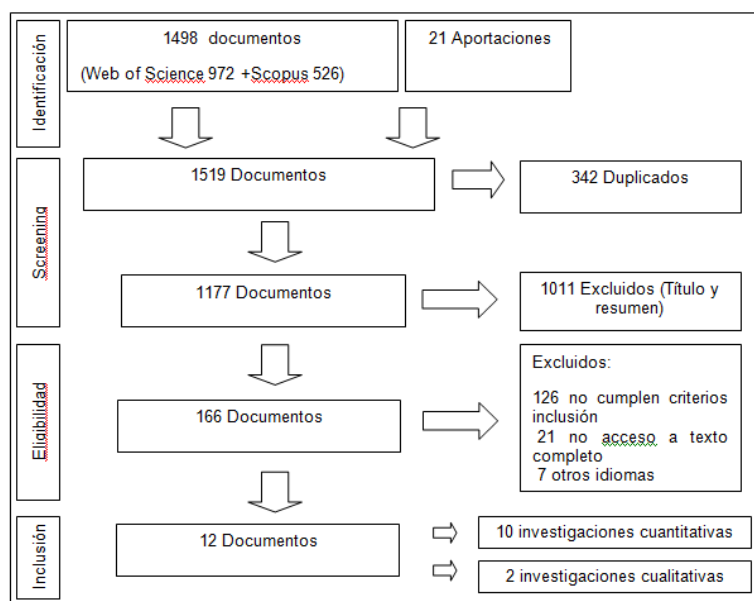 Identificación
1498 documentos
(Web of Science 972 +Scopus 526)
21 Aportaciones
Screening
1519 Documentos
342 Duplicados
1177 Documentos
1011 Excluidos (Título y
resumen)
Eligibilidad
166 Documentos
Excluidos:
126 no cumplen criterios
inclusión
21 no acceso a texto
completo
7 otros idiomas
Inclusión
12 Documentos
10 investigaciones cuantitativas
2 investigaciones cualitativas